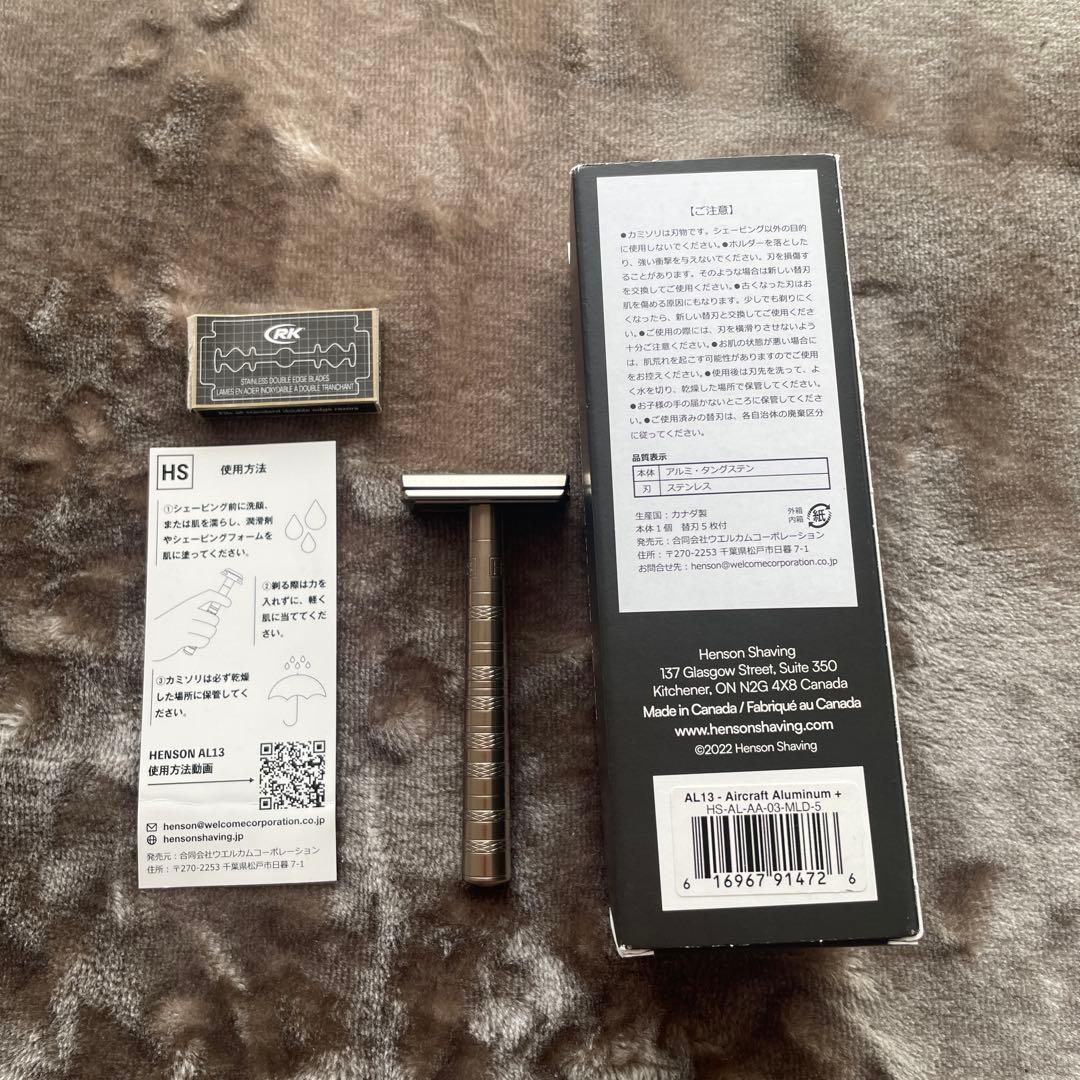 RK
STAINLESS DOUBLE EDGE BLADES
LAMES EN ACIER INOXYDABLE A DOUBLE TRANCHANT
Fits all standard double edge razors
HS
使用方法
①シェービング前に洗顔、
または肌を濡らし、潤滑剤
やシェービングフォームを
肌に塗ってください。
②剃る際は力を
入れずに、軽く
肌に当ててくだ
さい。
③カミソリは必ず乾燥
した場所に保管してく
ださい。
HENSON AL13
使用方法動画
henson@welcomecorporation.co.jp
hensonshaving.jp
発売元：合同会社ウエルカムコーポレーション
住所：〒270-2253 千葉県松戸市日暮 7-1
【ご注意】
●カミソリは刃物です。シェービング以外の目的
に使用しないでください。●ホルダーを落とした
り、強い衝撃を与えないでください。刃を損傷す
ることがあります。そのような場合は新しい替刃
を交換してご使用ください。●古くなった刃はお
肌を傷める原因にもなります。少しでも剃りにく
くなったら、新しい替刃と交換してご使用くださ
い。●ご使用の際には、刃を横滑りさせないよう
十分ご注意ください。●お肌の状態が悪い場合に
は、肌荒れを起こす可能性がありますのでご使用
をお控えください。●使用後は刃先を洗って、よ
く水を切り、乾燥した場所で保管してください。
●お子様の手の届かないところに保管してくださ
い。●ご使用済みの替刃は、各自治体の廃棄区分
に従ってください。
品質表示
本体 アルミ・タングステン
刃 ステンレス
生産国：カナダ製
本体１個 替刃５枚付
発売元：合同会社ウエルカムコーポレーション
住所：〒270-2253 千葉県松戸市日暮 7-1
お問合せ先：henson@welcomecorporation.co.jp
外箱
内箱
紙
Henson Shaving
137 Glasgow Street, Suite 350
Kitchener, ON N2G 4X8 Canada
Made in Canada / Fabriqué au Canada
www.hensonshaving.com
©2022 Henson Shaving
AL13 - Aircraft Aluminum +
HS-AL-AA-03-MLD-5
6 16967 91472 6